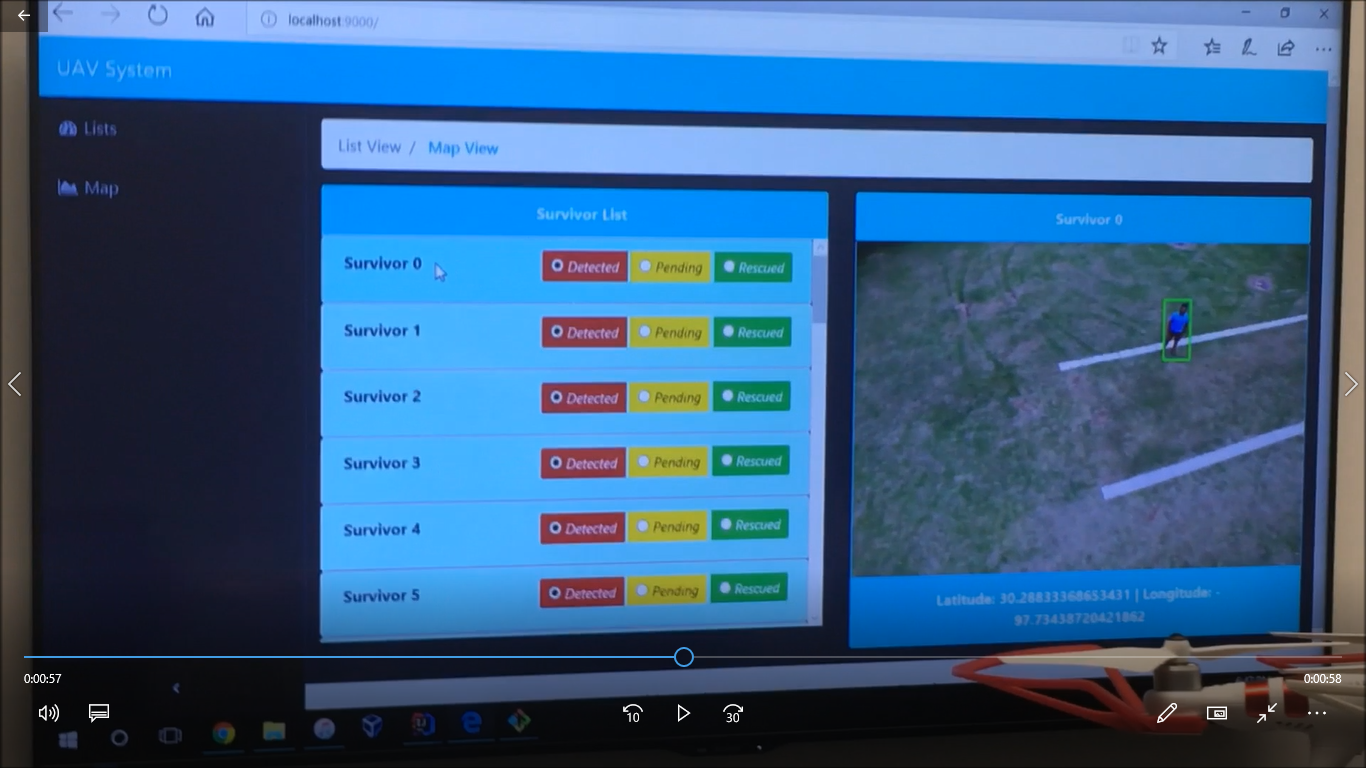 localhost:9000/
UAV System
Lists
Map
List View / Map View
Survivor List
Survivor 0
Detected Pending Rescued
Survivor 1
Detected Pending Rescued
Survivor 2
Detected Pending Rescued
Survivor 3
Detected Pending Rescued
Survivor 4
Detected Pending Rescued
Survivor 5
Detected Pending Rescued
Survivor 0
Latitude: 30.28833368653431 | Longitude: -
97.73438720421862
0:00:57
0:00:58
10
30